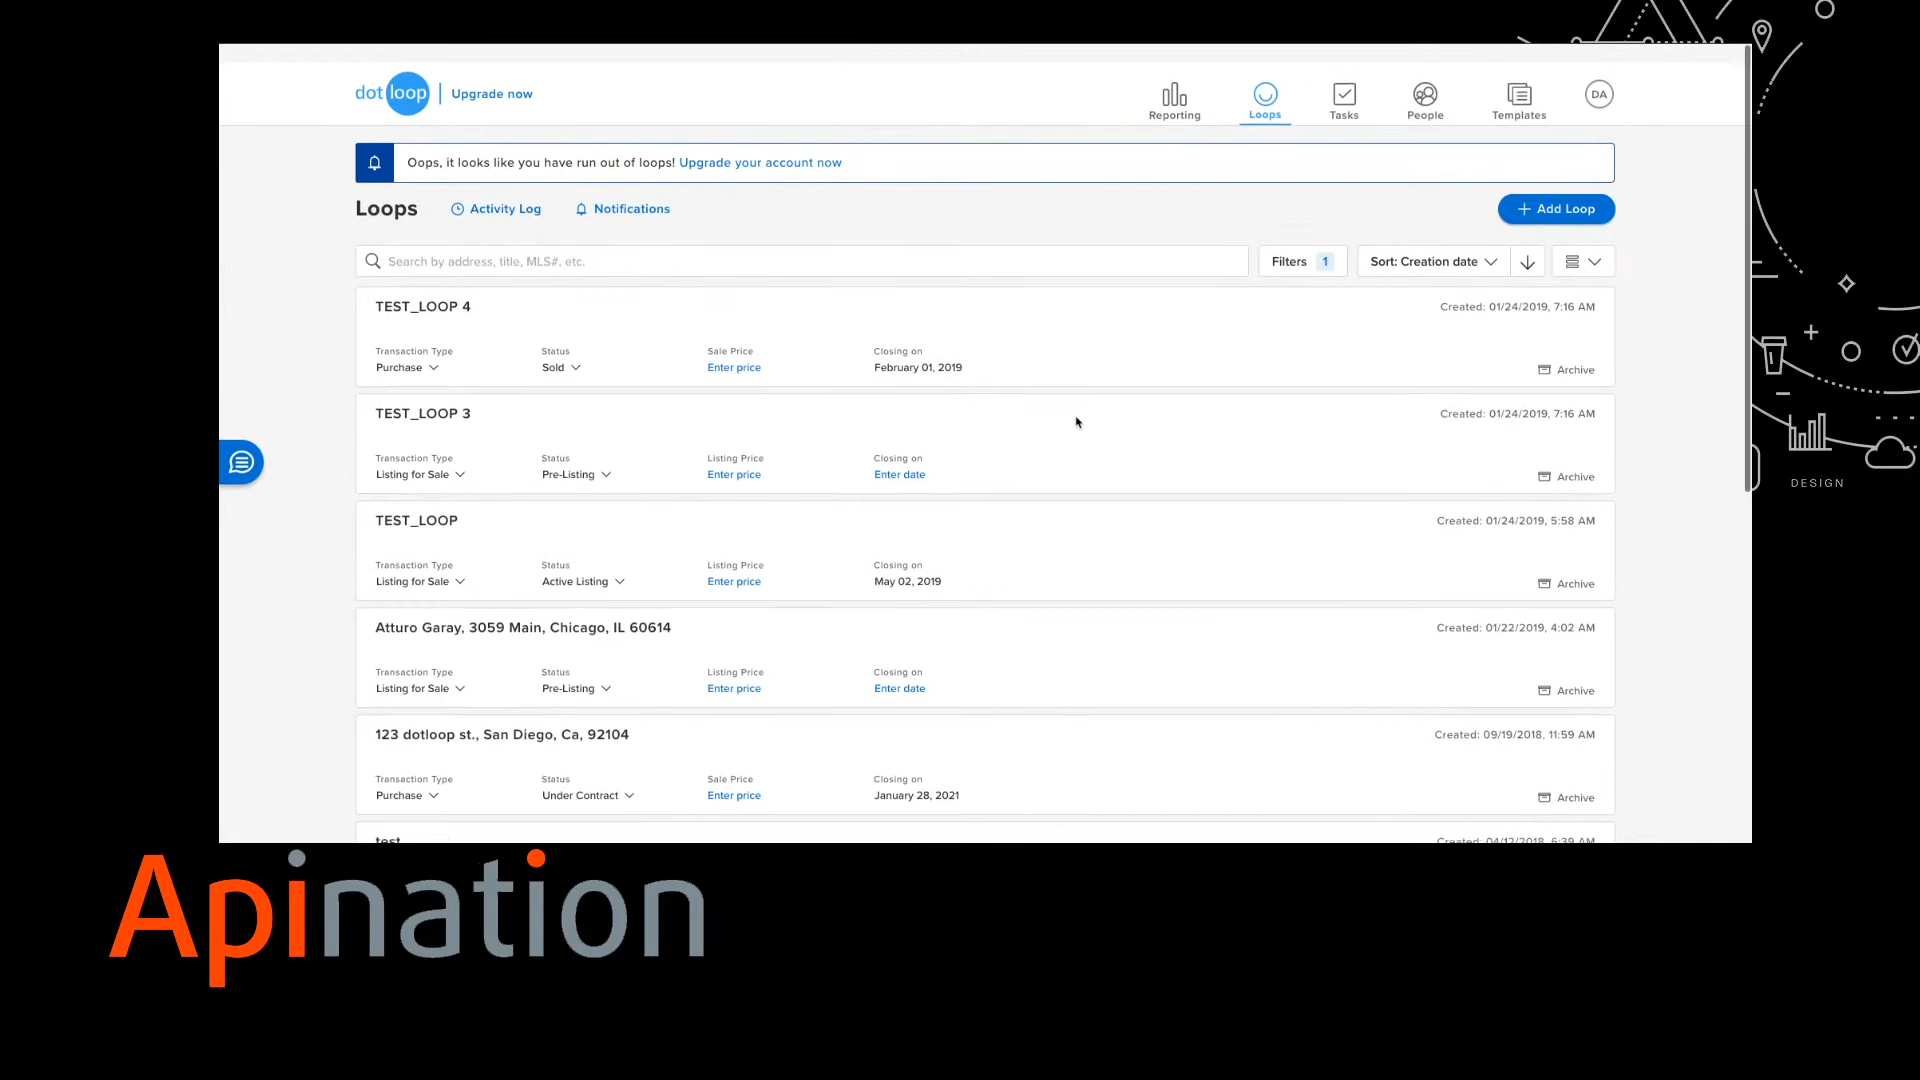 dotloop
Upgrade now
Reporting
Loops
Tasks
People
Templates
DA
Oops, it looks like you have run out of loops! Upgrade your account now
Loops
Activity Log
Notifications
+ Add Loop
Search by address, title, MLS#, etc.
Filters 1
Sort: Creation date
TEST_LOOP 4
Created: 01/24/2019, 7:16 AM
Transaction Type Status Sale Price Closing on
Purchase Sold Enter price February 01, 2019
Archive
TEST_LOOP 3
Created: 01/24/2019, 7:16 AM
Transaction Type Status Listing Price Closing on
Listing for Sale Pre-Listing Enter price Enter date
Archive
TEST_LOOP
Created: 01/24/2019, 5:58 AM
Transaction Type Status Listing Price Closing on
Listing for Sale Active Listing Enter price May 02, 2019
Archive
Atturo Garay, 3059 Main, Chicago, IL 60614
Created: 01/22/2019, 4:02 AM
Transaction Type Status Listing Price Closing on
Listing for Sale Pre-Listing Enter price Enter date
Archive
123 dotloop st., San Diego, Ca, 92104
Created: 09/19/2018, 11:59 AM
Transaction Type Status Sale Price Closing on
Purchase Under Contract Enter price January 28, 2021
Archive
test
Created: 04/12/2018, 6:39 AM
DESIGN
Apination